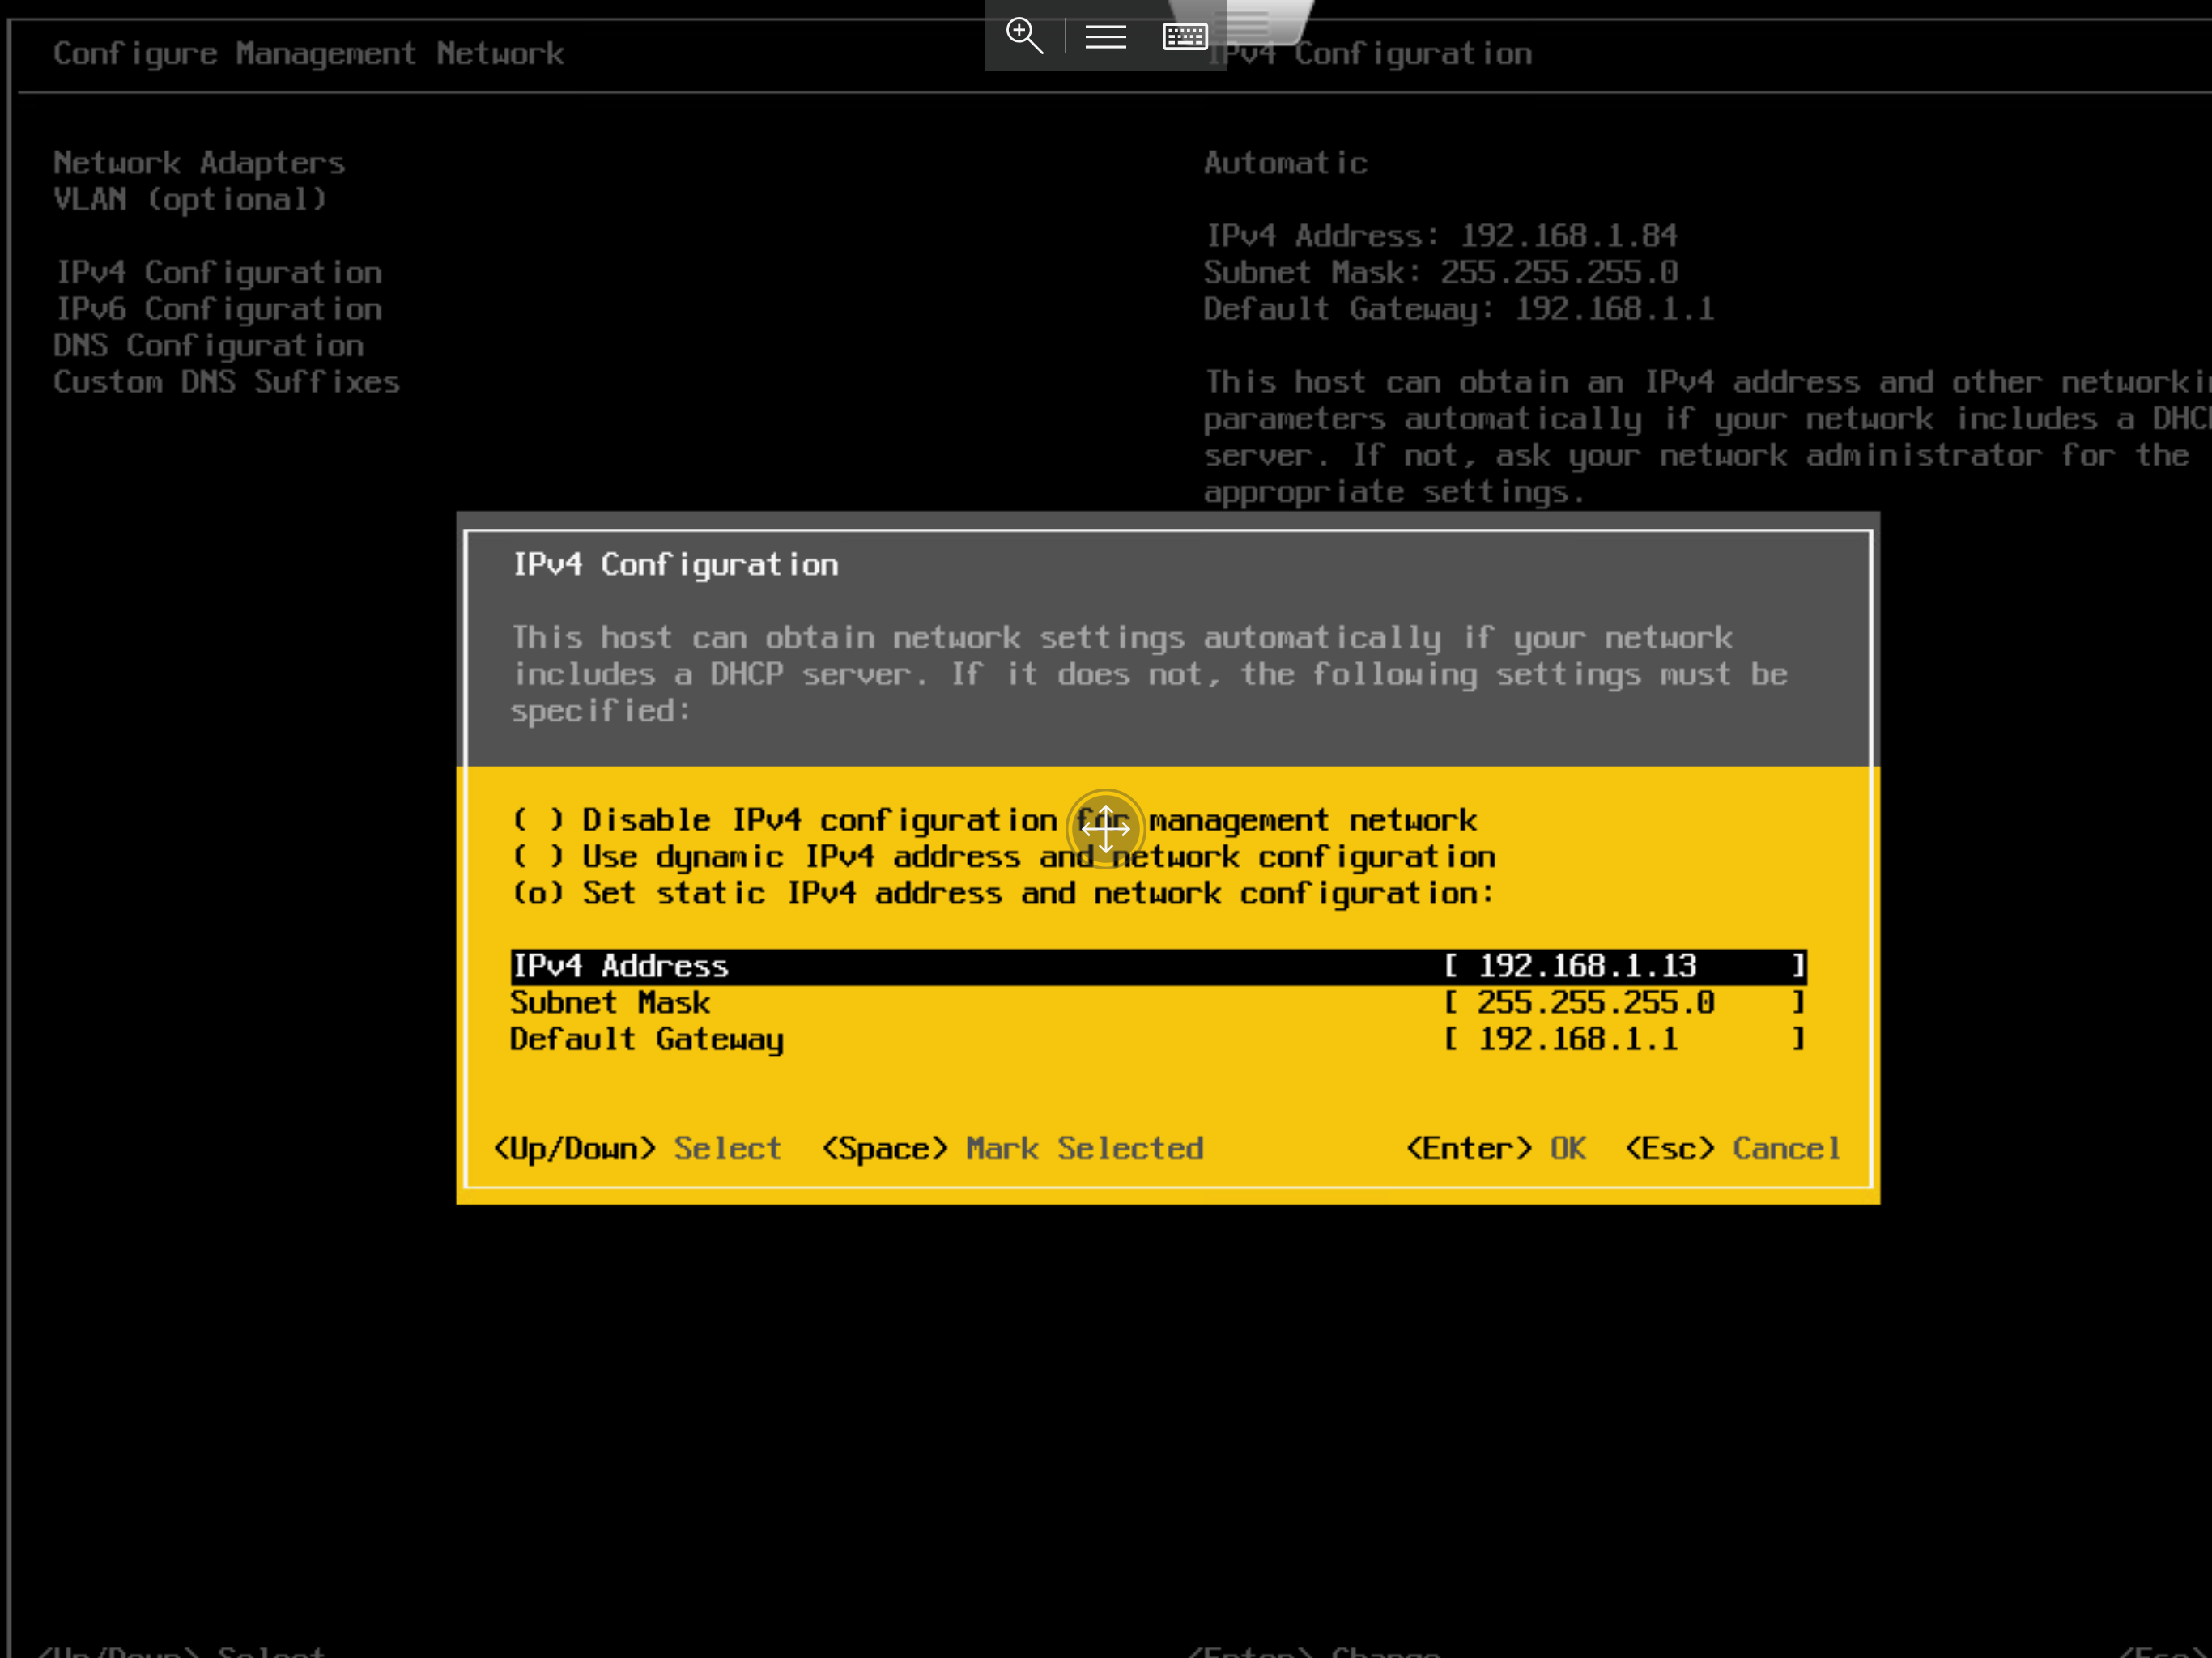 Configure Management Network
IPv4 Configuration
Network Adapters
VLAN (optional)
IPv4 Configuration
IPv6 Configuration
DNS Configuration
Custom DNS Suffixes
Automatic
IPv4 Address: 192.168.1.84
Subnet Mask: 255.255.255.0
Default Gateway: 192.168.1.1
This host can obtain an IPv4 address and other
parameters automatically if your network includes a
server. If not, ask your network administrator for the
appropriate settings.
IPv4 Configuration
This host can obtain network settings automatically if your network
includes a DHCP server. If it does not, the following settings must be
specified:
( ) Disable IPv4 configuration for management network
( ) Use dynamic IPv4 address and network configuration
(o) Set static IPv4 address and network configuration:
IPv4 Address [ 192.168.1.13 ]
Subnet Mask [ 255.255.255.0 ]
Default Gateway [ 192.168.1.1 ]
<Up/Down> Select <Space> Mark Selected <Enter> OK <Esc> Cancel
<Up/Down> Select <Enter> Change <Esc>